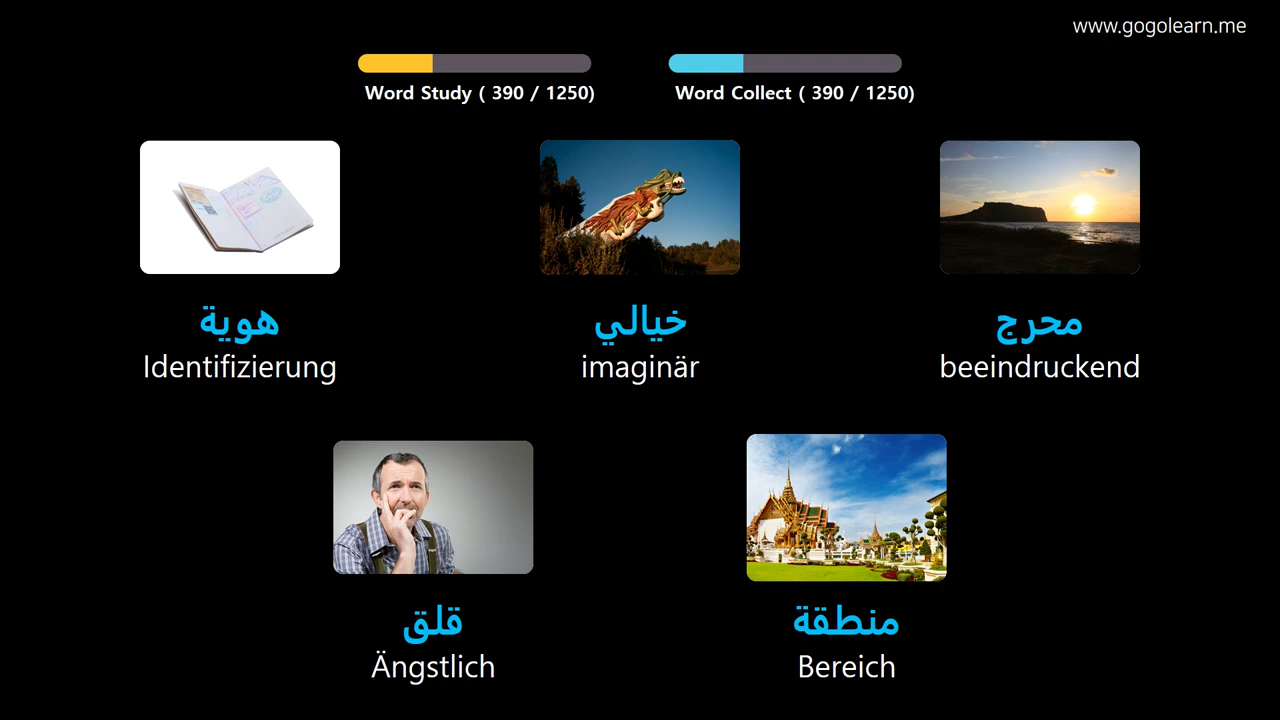 www.gogolearn.me
Word Study ( 390 / 1250)
Word Collect ( 390 / 1250)
هوية
Identifizierung
خيالي
imaginär
محرج
beeindruckend
قلق
Ängstlich
منطقة
Bereich